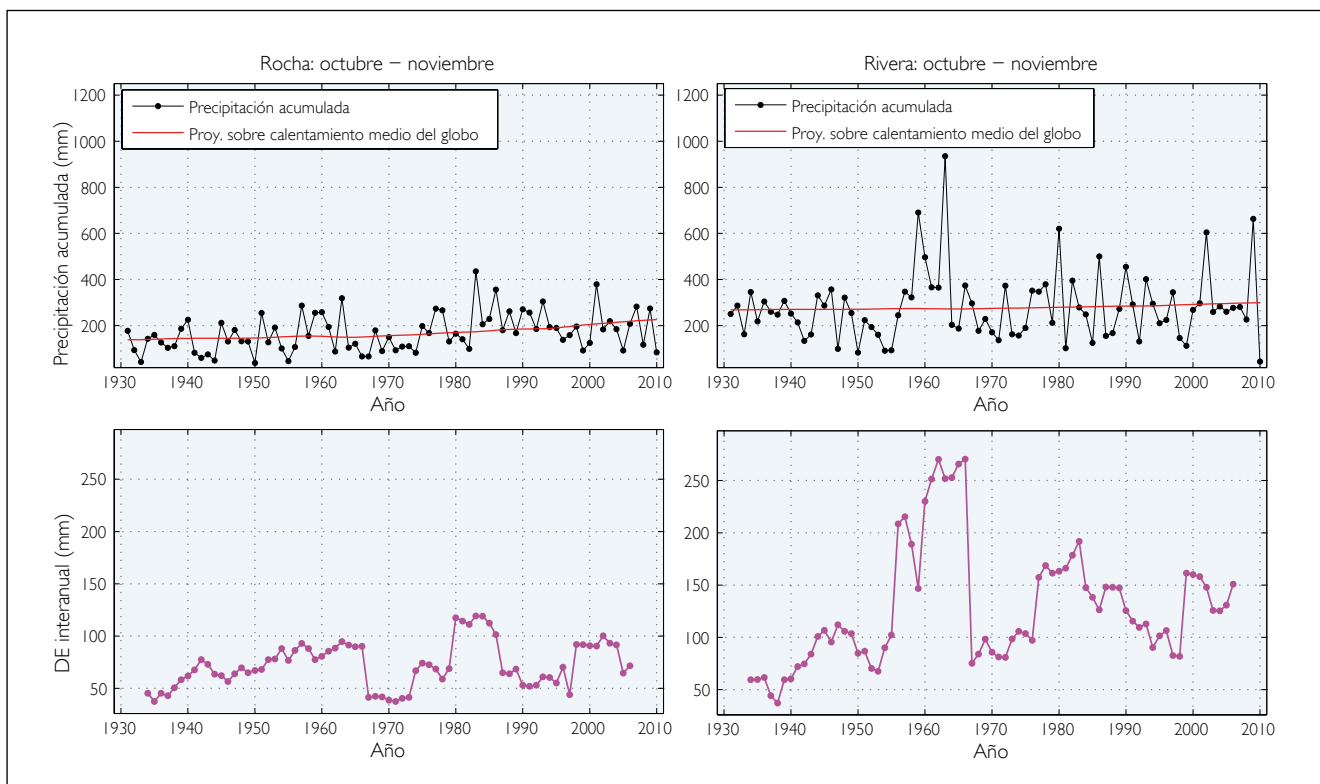 Rocha: octubre – noviembre
Precipitación acumulada
Proy. sobre calentamiento medio del globo
Precipitación acumulada (mm)
1200
1000
800
600
400
200
1930 1940 1950 1960 1970 1980 1990 2000 2010
Año
Rivera: octubre – noviembre
Precipitación acumulada
Proy. sobre calentamiento medio del globo
1200
1000
800
600
400
200
1930 1940 1950 1960 1970 1980 1990 2000 2010
Año
DE interanual (mm)
250
200
150
100
50
1930 1940 1950 1960 1970 1980 1990 2000 2010
Año
250
200
150
100
50
1930 1940 1950 1960 1970 1980 1990 2000 2010
Año